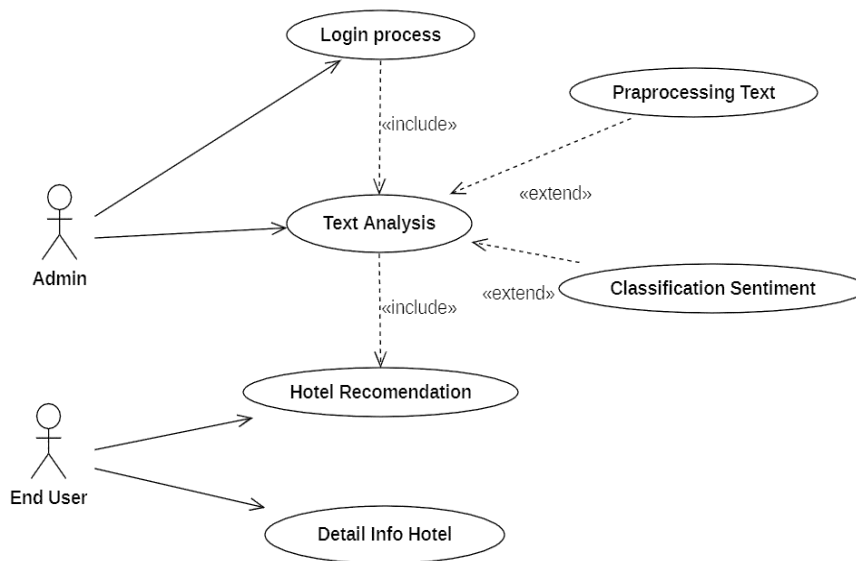 Login process
Praprocessing Text
«include»
«extend»
Text Analysis
Admin
Classification Sentiment
«extend»
«include»
Hotel Recomendation
End User
Detail Info Hotel